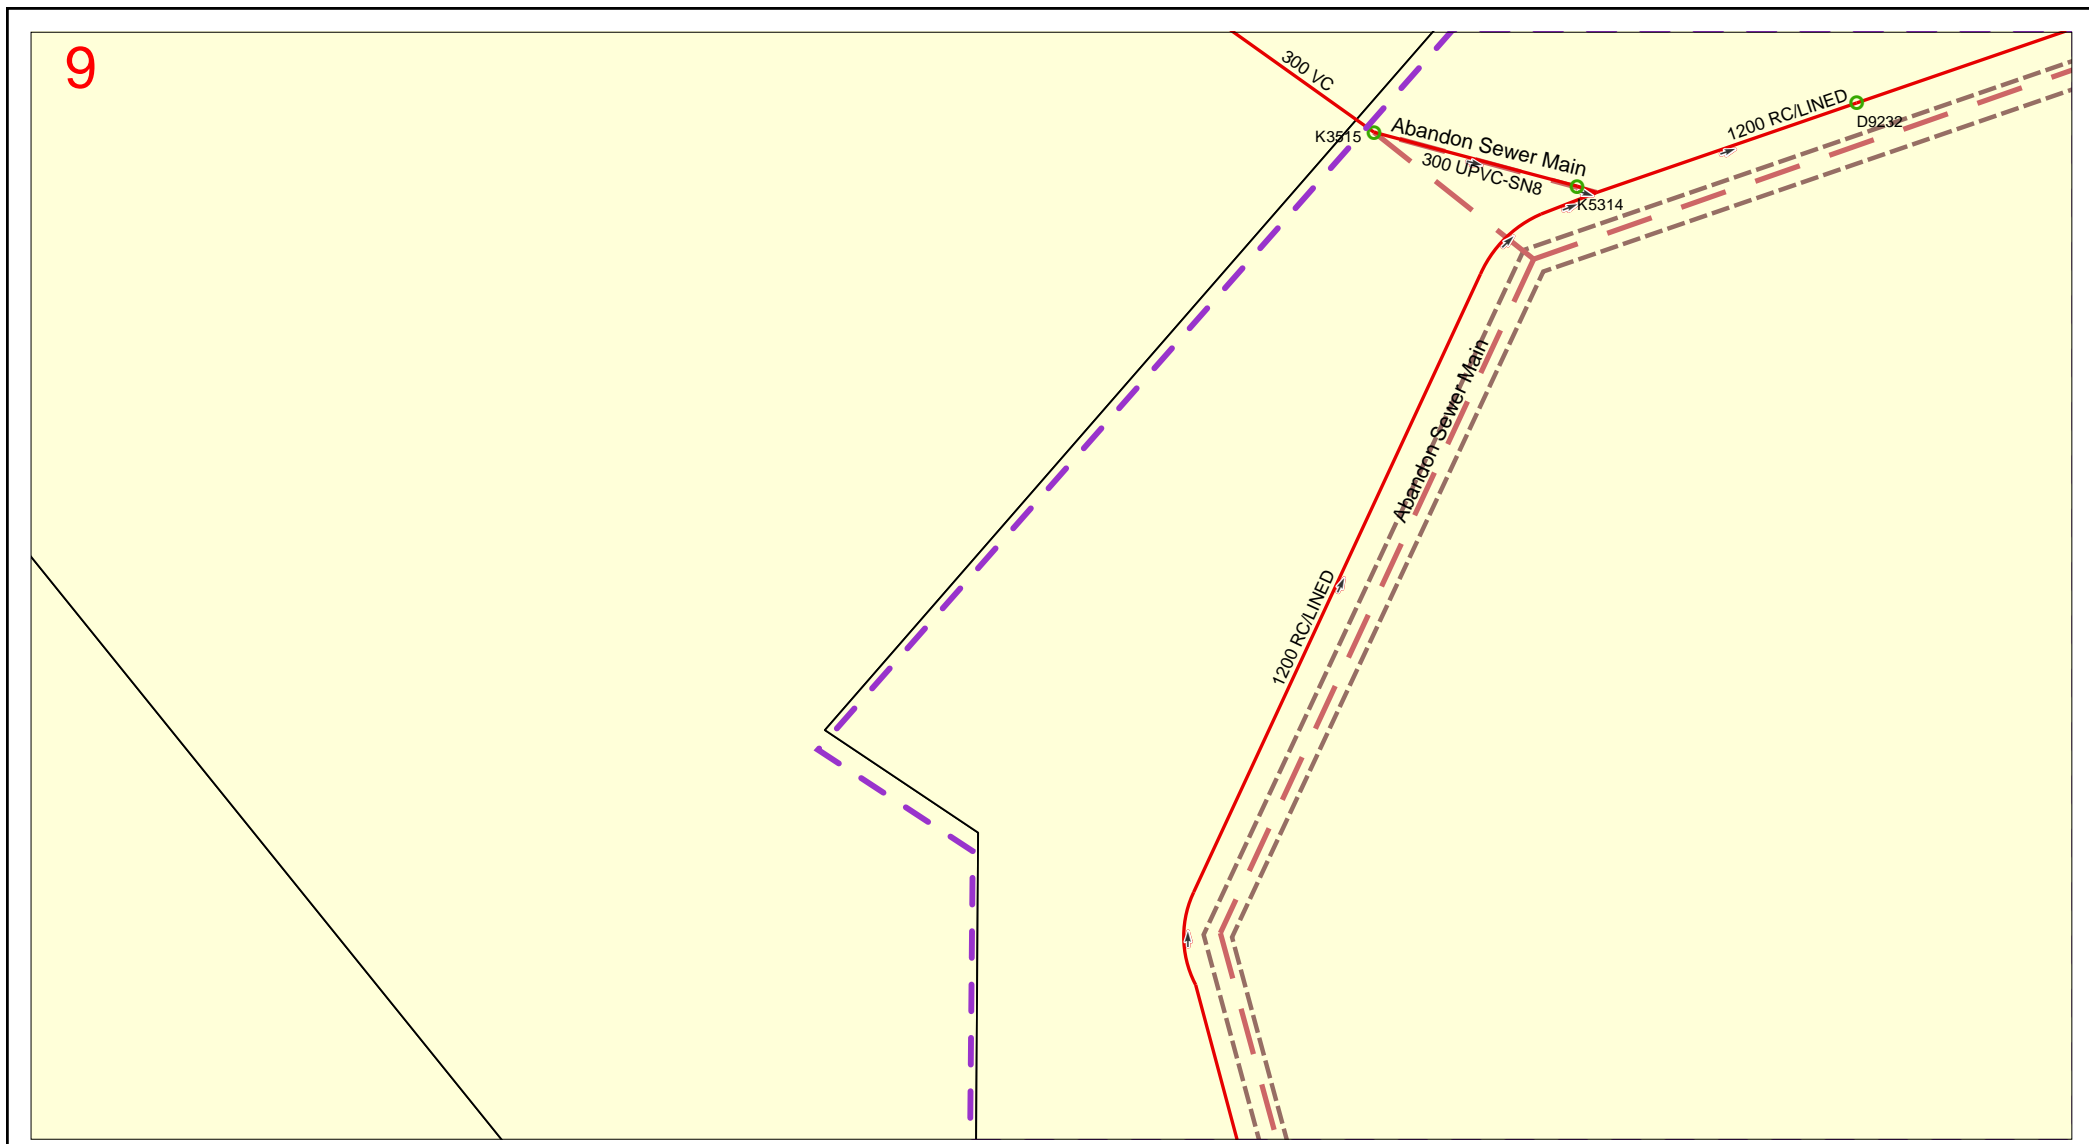 9
300 VC
K3515
Abandon Sewer Main
300 UPVC-SN8
K5314
1200 RC/LINED
D9232
Abandon Sewer Main
1200 RC/LINED